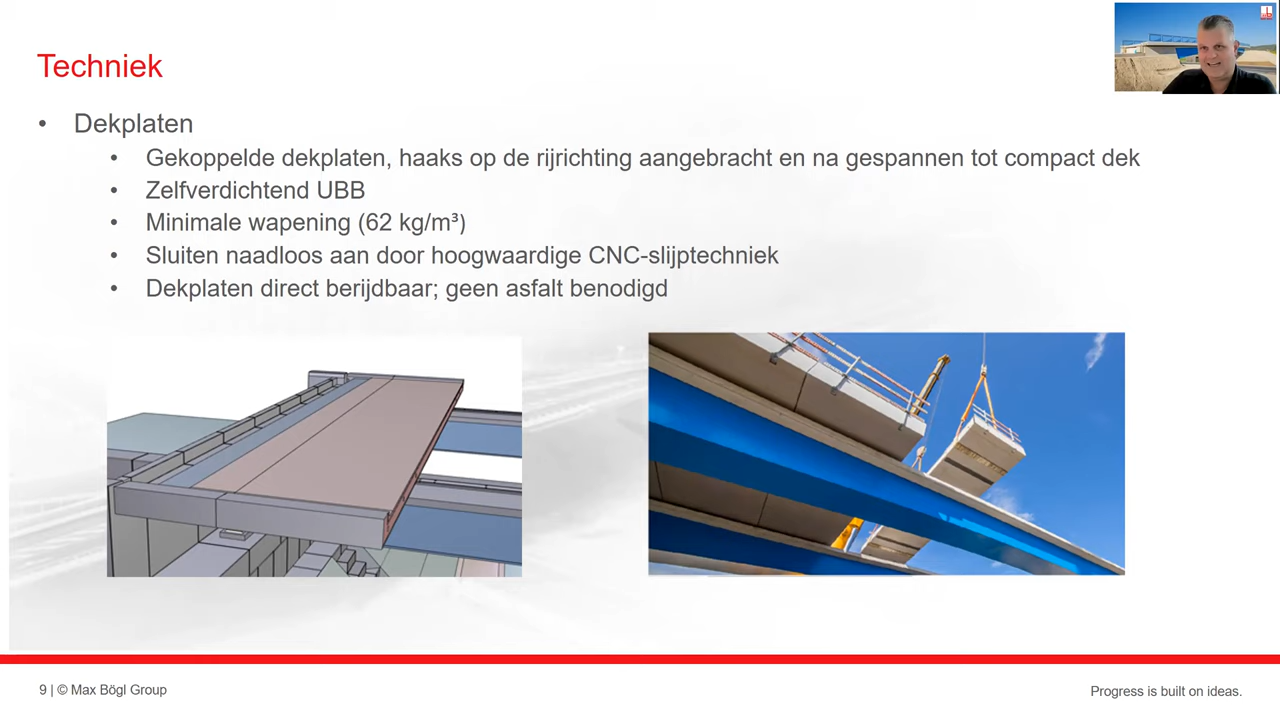 Techniek
• Dekplaten
• Gekoppelde dekplaten, haaks op de rijrichting aangebracht en na gespannen tot compact dek
• Zelfverdichtend UBB
• Minimale wapening (62 kg/m³)
• Sluiten naadloos aan door hoogwaardige CNC-slijptechniek
• Dekplaten direct berijdbaar; geen asfalt benodigd
9 | © Max Bögl Group
Progress is built on ideas.